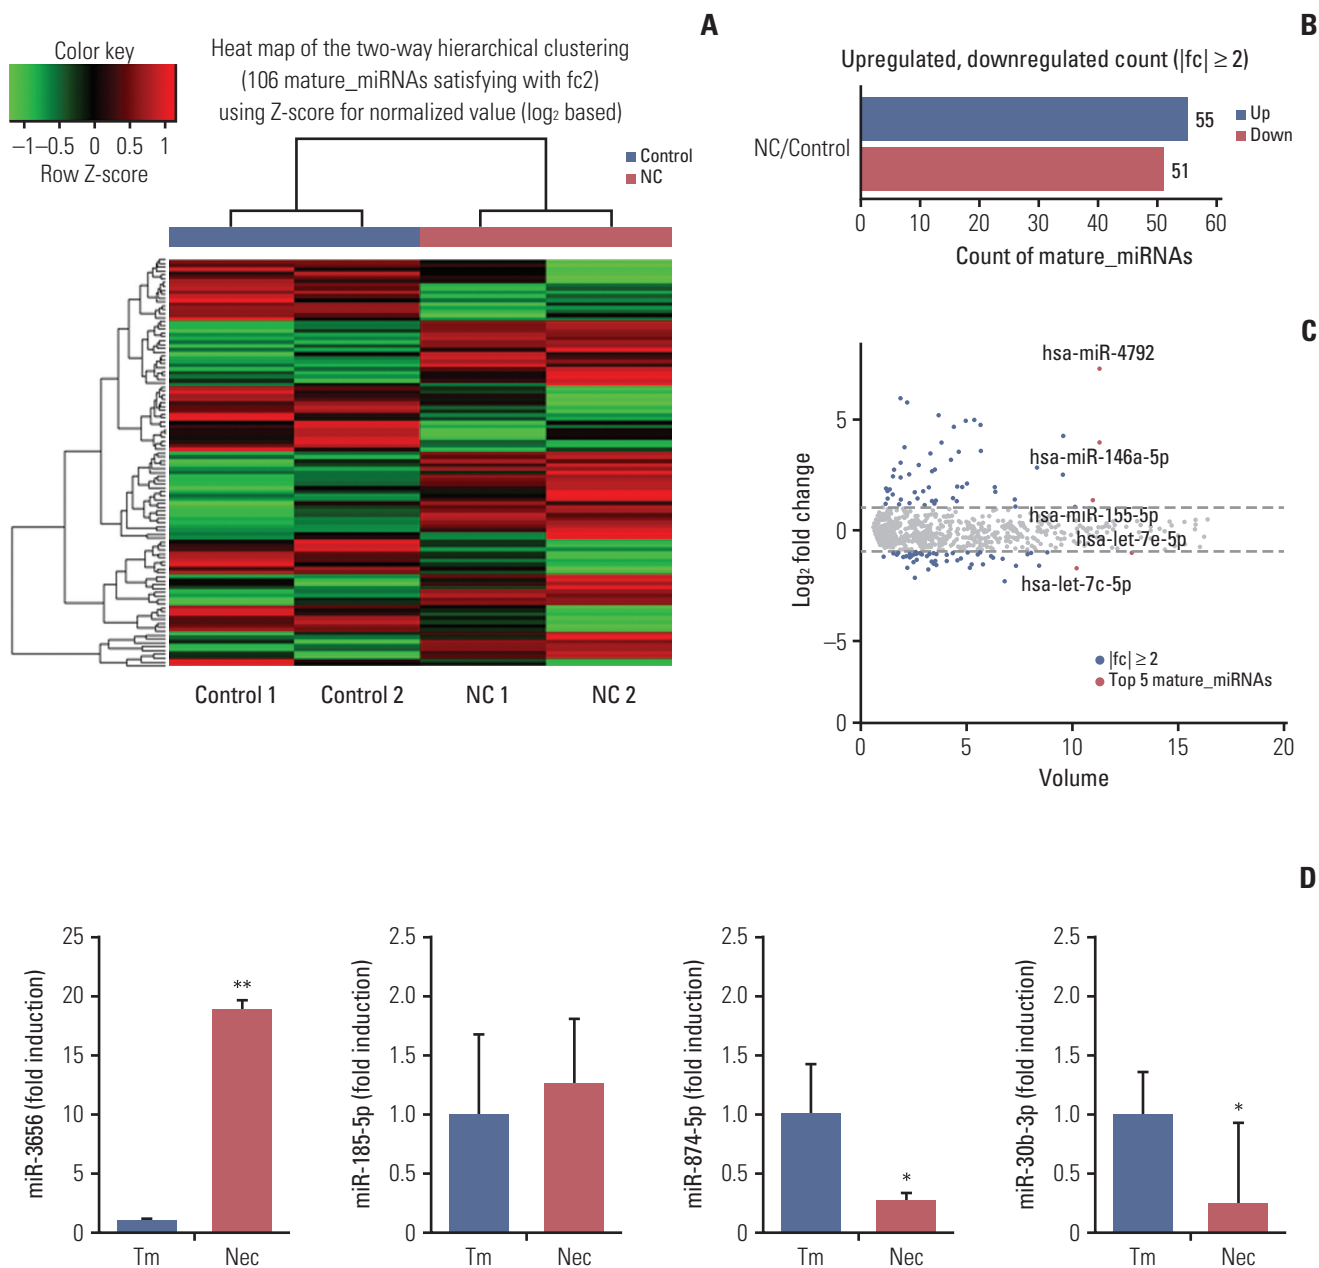 A
Color key
−1 −0.5 0 0.5 1
Row Z-score
Heat map of the two-way hierarchical clustering
(106 mature_miRNAs satisfying with fc2)
using Z-score for normalized value (log2 based)
Control
NC
Control 1 Control 2 NC 1 NC 2
B
Upregulated, downregulated count (|fc| ≥ 2)
NC/Control
55
51
Up
Down
0 10 20 30 40 50 60
Count of mature_miRNAs
C
Log2 fold change
5
0
−5
0
hsa-miR-4792
hsa-miR-146a-5p
hsa-miR-155-5p
hsa-let-7e-5p
hsa-let-7c-5p
|fc| ≥ 2
Top 5 mature_miRNAs
0 5 10 15 20
Volume
D
miR-3656 (fold induction)
25
20
15
10
5
0
**
Tm Nec
miR-185-5p (fold induction)
2.5
2.0
1.5
1.0
0.5
0
Tm Nec
miR-874-5p (fold induction)
2.5
2.0
1.5
1.0
0.5
0
*
Tm Nec
miR-30b-3p (fold induction)
2.5
2.0
1.5
1.0
0.5
0
*
Tm Nec